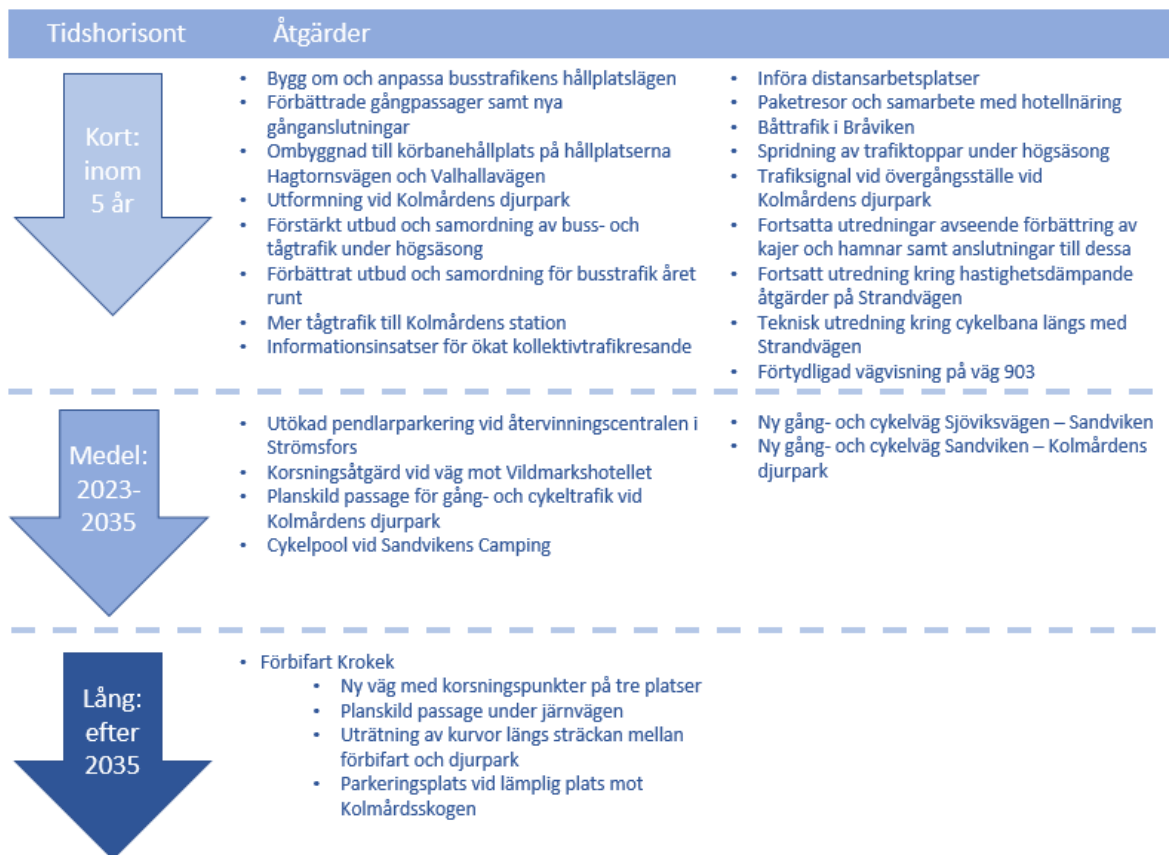 Tidshorisont
Åtgärder
Kort:
inom
5 år
• Bygg om och anpassa busstrafikens hållplatslägen
• Förbättrade gångpassager samt nya
gånganslutningar
• Ombyggnad till körbanehållplats på hållplatserna
Hagtornsvägen och Valhallavägen
• Utformning vid Kolmårdens djurpark
• Förstärkt utbud och samordning av buss- och
tågtrafik under högsäsong
• Förbättrat utbud och samordning för busstrafik året
runt
• Mer tågtrafik till Kolmårdens station
• Informationsinsatser för ökat kollektivtrafikresande
• Införa distansarbetsplatser
• Paketresor och samarbete med hotellnäring
• Båttrafik i Bråviken
• Spridning av trafiktoppar under högsäsong
• Trafiksignal vid övergångsställe vid
Kolmårdens djurpark
• Fortsatta utredningar avseende förbättring av
kajer och hamnar samt anslutningar till dessa
• Fortsatt utredning kring hastighetsdämpande
åtgärder på Strandvägen
• Teknisk utredning kring cykelbana längs med
Strandvägen
• Förtydligad vägvisning på väg 903
Medel:
2023-
2035
• Utökad pendlarparkering vid återvinningscentralen i
Strömsfors
• Korsningsåtgärd vid väg mot Vildmarkshotellet
• Planskild passage för gång- och cykeltrafik vid
Kolmårdens djurpark
• Cykelpool vid Sandvikens Camping
• Ny gång- och cykelväg Sjöviksvägen – Sandviken
• Ny gång- och cykelväg Sandviken – Kolmårdens
djurpark
Lång:
efter
2035
• Förbifart Krokek
• Ny väg med korsningspunkter på tre platser
• Planskild passage under järnvägen
• Uträtning av kurvor längs sträckan mellan
förbifart och djurpark
• Parkeringsplats vid lämplig plats mot
Kolmårdsskogen